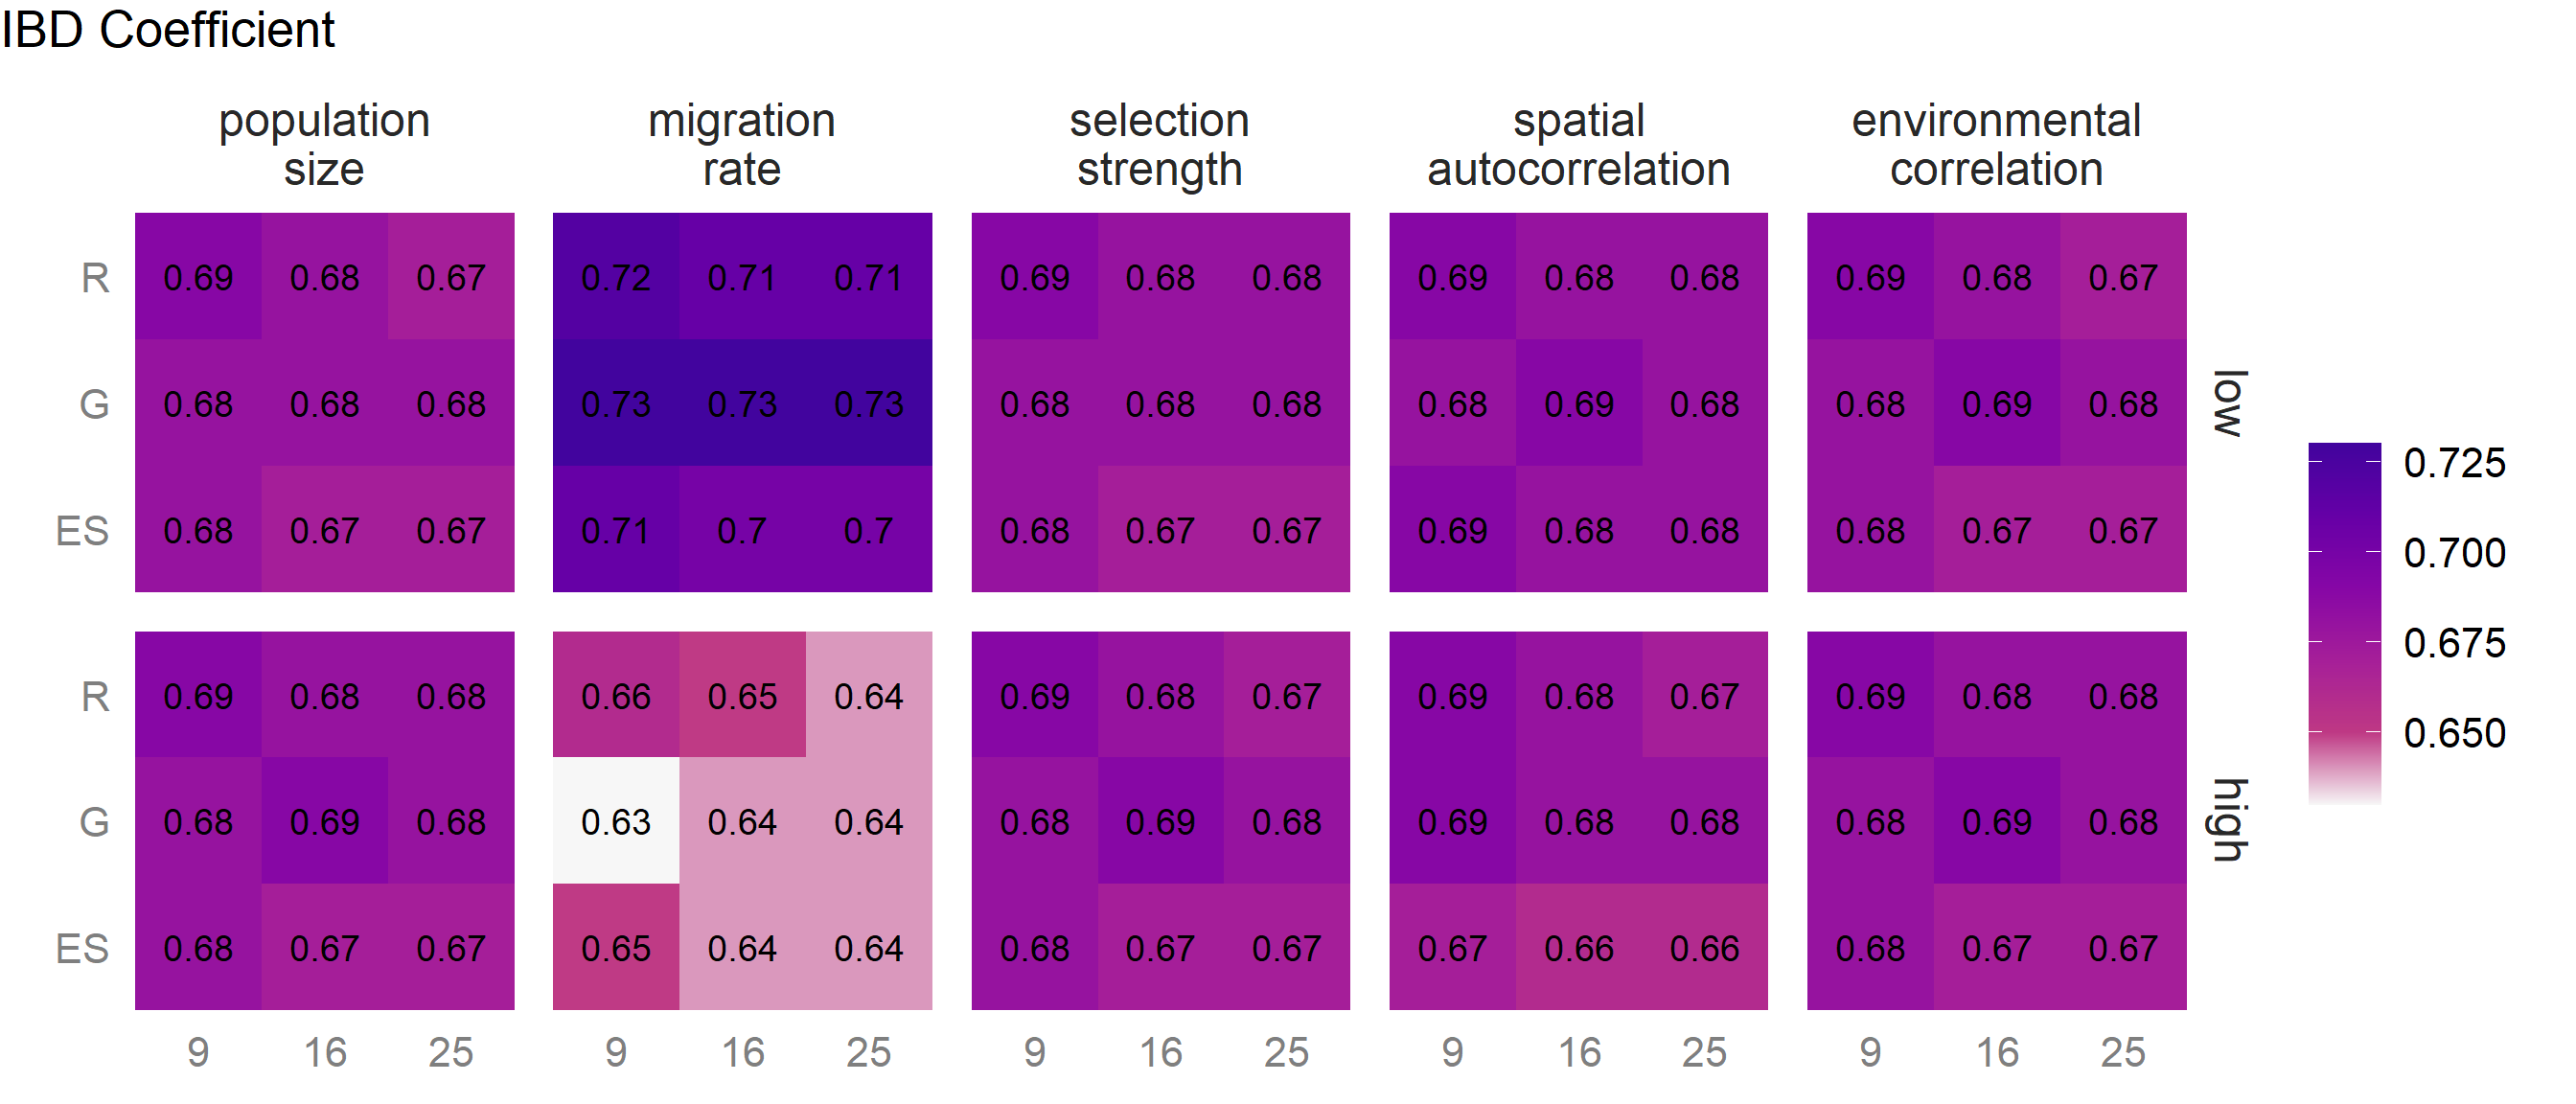 IBD Coefficient
population
size
migration
rate
selection
strength
spatial
autocorrelation
environmental
correlation
R 0.69 0.68 0.67 0.72 0.71 0.71 0.69 0.68 0.68 0.69 0.68 0.68 0.69 0.68 0.67
G 0.68 0.68 0.68 0.73 0.73 0.73 0.68 0.68 0.68 0.68 0.69 0.68 0.68 0.69 0.68
ES 0.68 0.67 0.67 0.71 0.7 0.7 0.68 0.67 0.67 0.69 0.68 0.68 0.68 0.67 0.67
low
R 0.69 0.68 0.68 0.66 0.65 0.64 0.69 0.68 0.67 0.69 0.68 0.67 0.69 0.68 0.68
G 0.68 0.69 0.68 0.63 0.64 0.64 0.68 0.69 0.68 0.69 0.68 0.68 0.68 0.69 0.68
ES 0.68 0.67 0.67 0.65 0.64 0.64 0.68 0.67 0.67 0.67 0.66 0.66 0.68 0.67 0.67
high
9 16 25 9 16 25 9 16 25 9 16 25 9 16 25
0.725
0.700
0.675
0.650